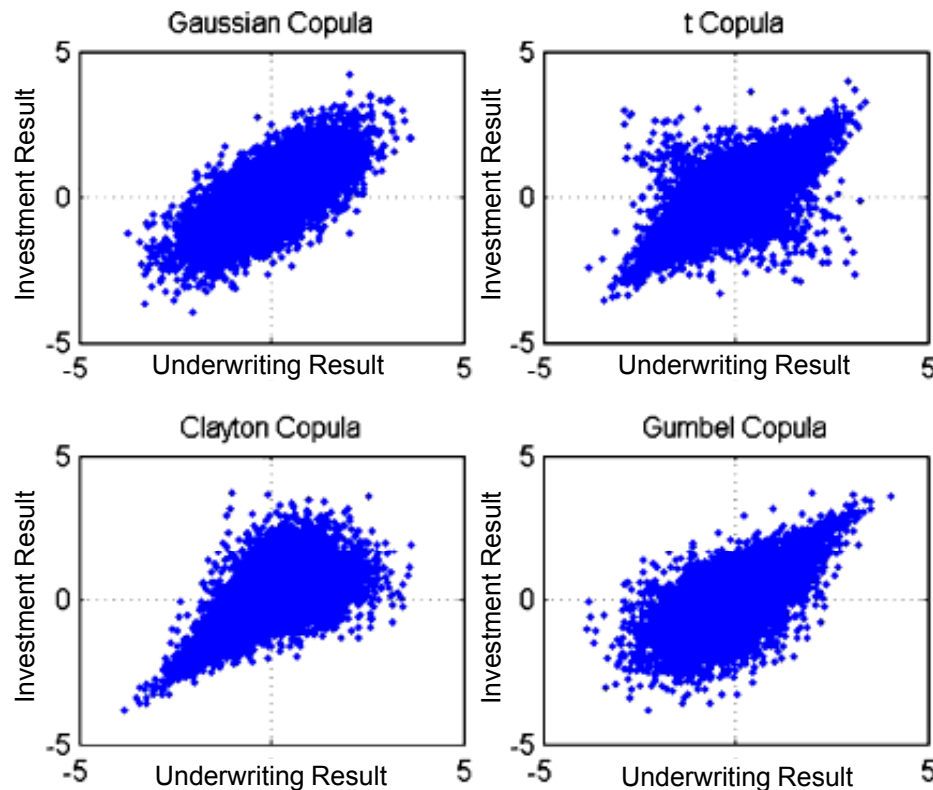 Gaussian Copula
t Copula
5
0
-5
Investment Result
-5
Underwriting Result
5
5
0
-5
Investment Result
-5
Underwriting Result
5
Clayton Copula
Gumbel Copula
5
0
-5
Investment Result
-5
Underwriting Result
5
5
0
-5
Investment Result
-5
Underwriting Result
5